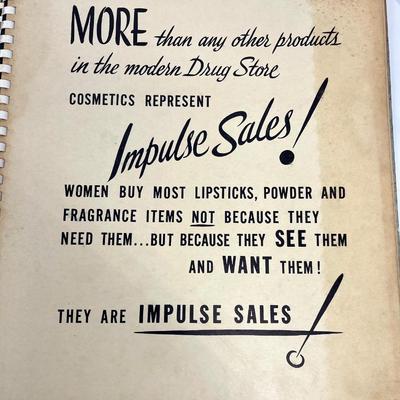 MORE than any other products
in the modern Drug Store
COSMETICS REPRESENT
Impulse Sales!
WOMEN BUY MOST LIPSTICKS, POWDER AND
FRAGRANCE ITEMS NOT BECAUSE THEY
NEED THEM...BUT BECAUSE THEY SEE THEM
AND WANT THEM!
THEY ARE IMPULSE SALES!